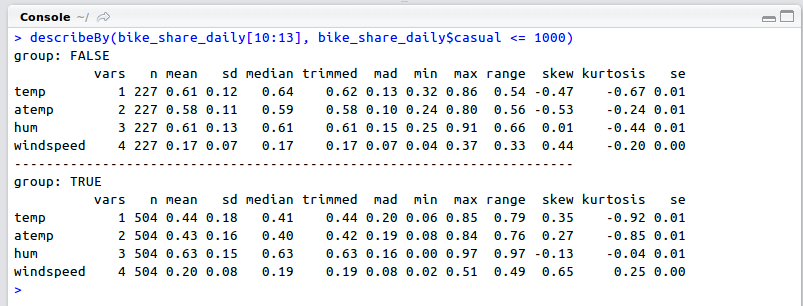 Console ~/
> describeBy(bike_share_daily[10:13], bike_share_daily$casual <= 1000)
group: FALSE
          vars   n mean   sd median trimmed  mad  min  max range  skew kurtosis   se
temp         1 227 0.61 0.12   0.64    0.62 0.13 0.32 0.86  0.54 -0.47    -0.67 0.01
atemp        2 227 0.58 0.11   0.59    0.58 0.10 0.24 0.80  0.56 -0.53    -0.24 0.01
hum          3 227 0.61 0.13   0.61    0.61 0.15 0.25 0.91  0.66  0.01    -0.44 0.01
windspeed    4 227 0.17 0.07   0.17    0.17 0.07 0.04 0.37  0.33  0.44    -0.20 0.00
------------------------------------------------------------------------
group: TRUE
          vars   n mean   sd median trimmed  mad  min  max range  skew kurtosis   se
temp         1 504 0.44 0.18   0.41    0.44 0.20 0.06 0.85  0.79  0.35    -0.92 0.01
atemp        2 504 0.43 0.16   0.40    0.42 0.19 0.08 0.84  0.76  0.27    -0.85 0.01
hum          3 504 0.63 0.15   0.63    0.63 0.16 0.00 0.97  0.97 -0.13    -0.04 0.01
windspeed    4 504 0.20 0.08   0.19    0.19 0.08 0.02 0.51  0.49  0.65     0.25 0.00
>